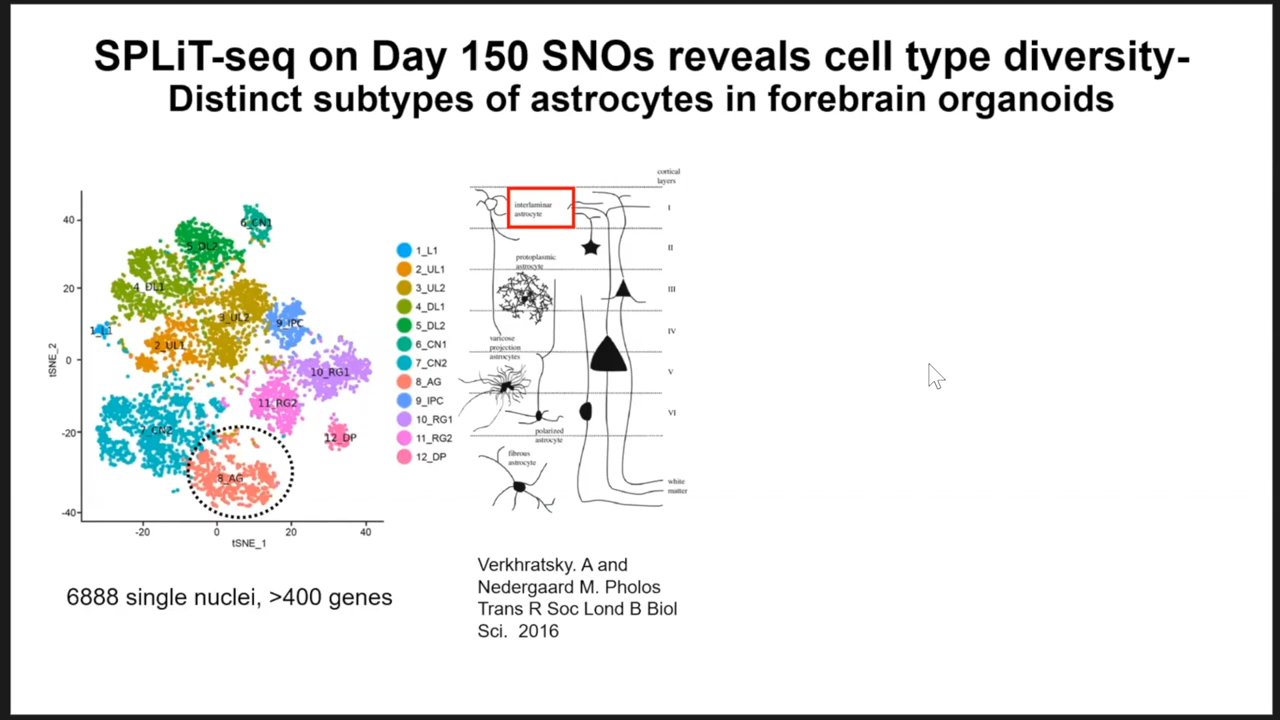 SPLiT-seq on Day 150 SNOs reveals cell type diversity-
Distinct subtypes of astrocytes in forebrain organoids
40
20
0
-20
-40
-20
0
20
40
tSNE_2
tSNE_1
6_CN1
5_DL2
4_DL1
3_UL2
9_IPC
1_L1
2_UL1
10_RG1
11_RG2
7_CN2
12_DP
8_AG
1_L1
2_UL1
3_UL2
4_DL1
5_DL2
6_CN1
7_CN2
8_AG
9_IPC
10_RG1
11_RG2
12_DP
cortical
layers
interlaminar
astrocyte
I
II
protoplasmic
astrocyte
III
IV
varicose
projection
astrocytes
V
VI
polarized
astrocyte
fibrous
astrocyte
white
matter
6888 single nuclei, >400 genes
Verkhratsky. A and
Nedergaard M. Pholos
Trans R Soc Lond B Biol
Sci. 2016